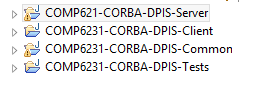 COMP621-CORBA-DPIS-Server
COMP6231-CORBA-DPIS-Client
COMP6231-CORBA-DPIS-Common
COMP6231-CORBA-DPIS-Tests